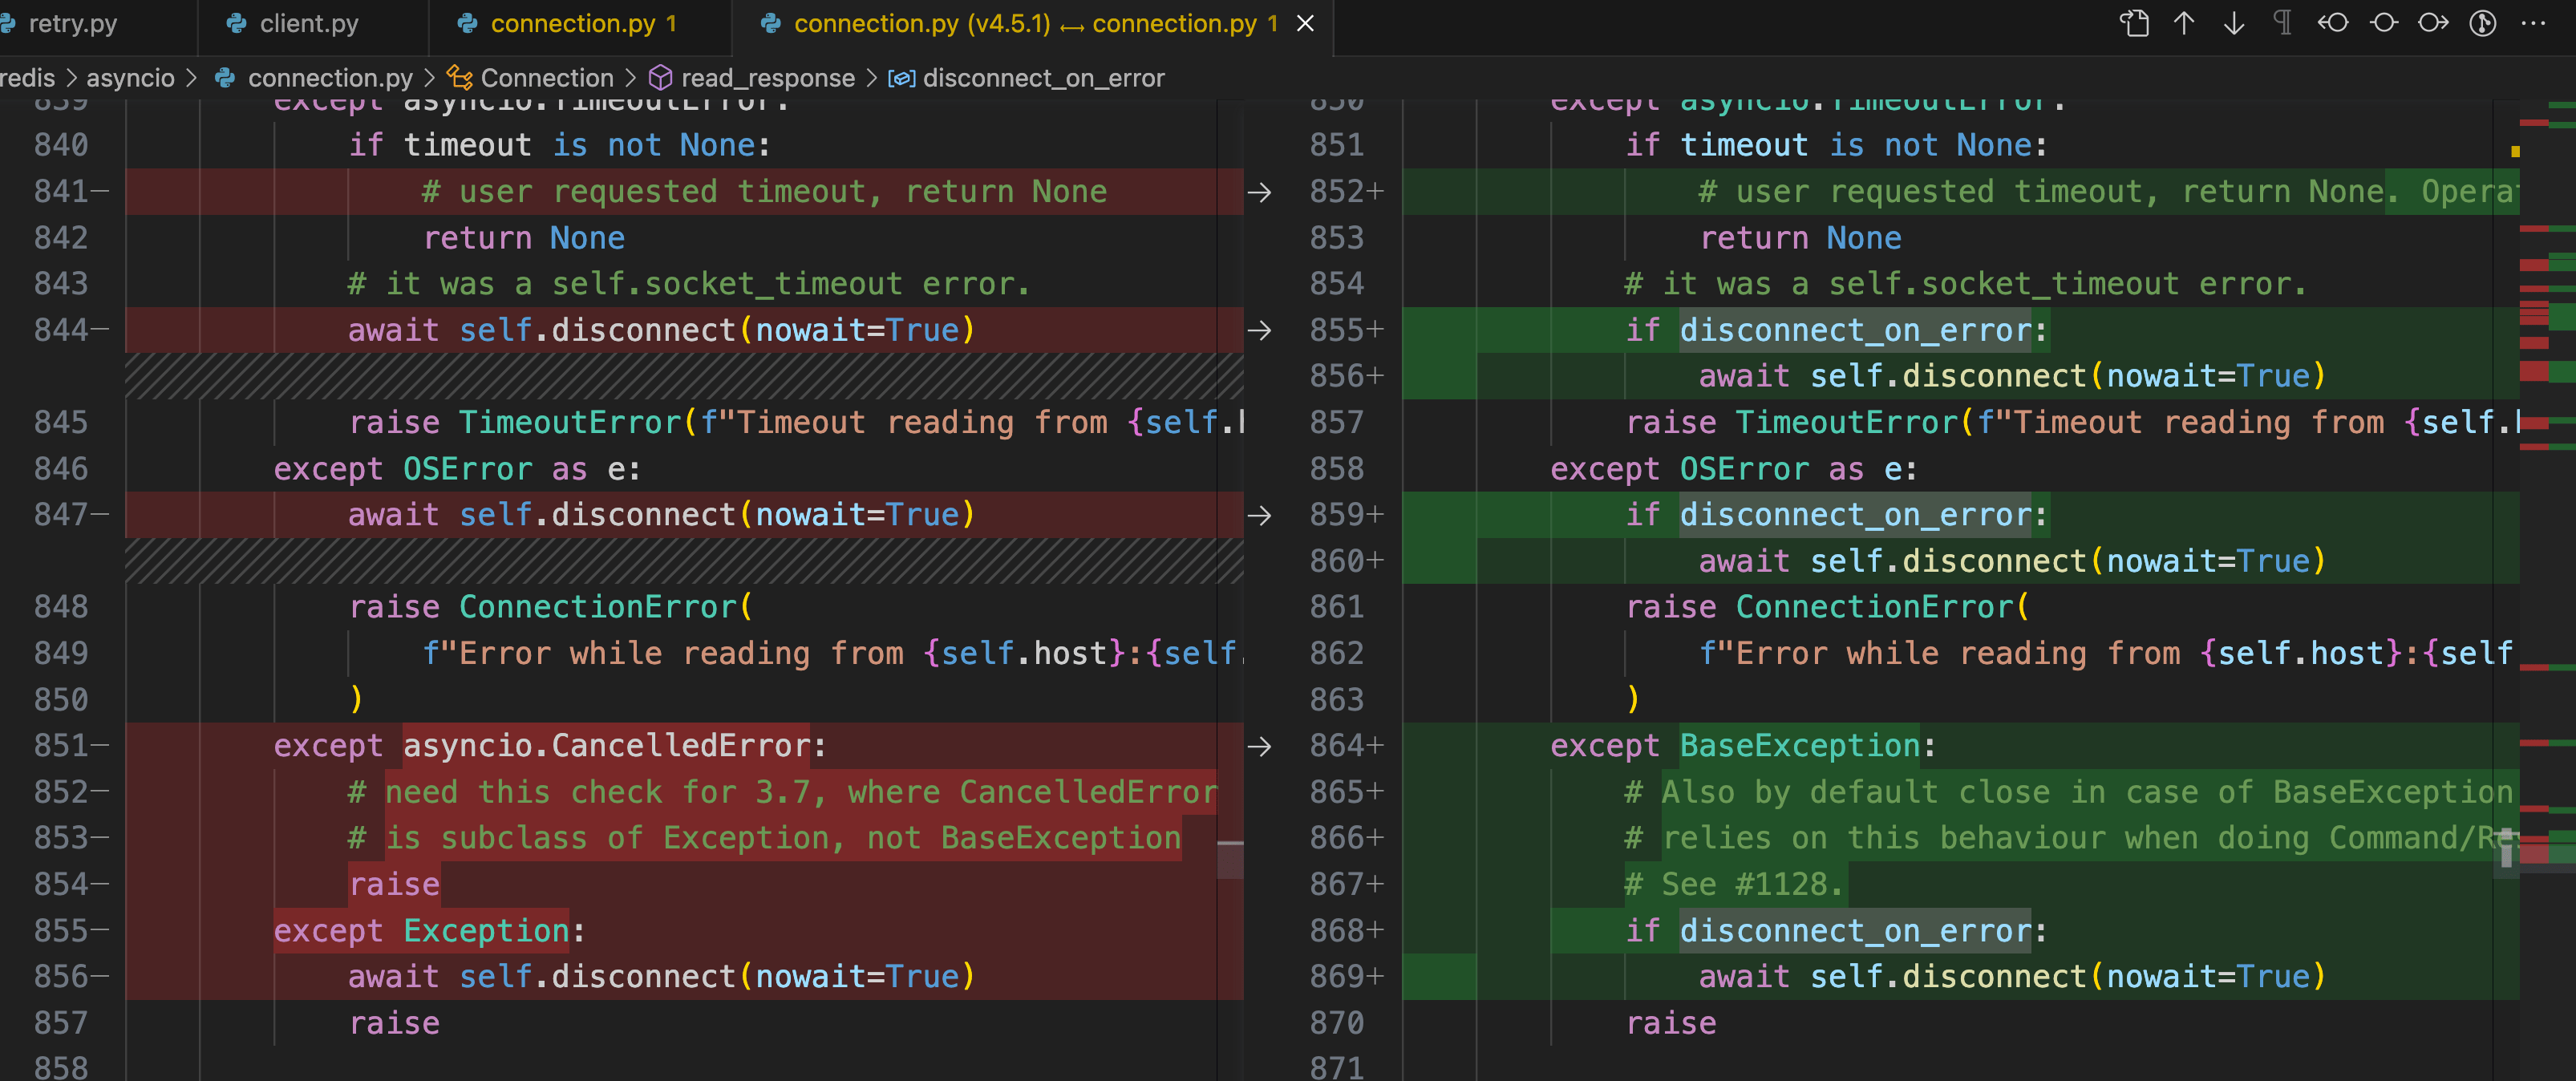 retry.py
client.py
connection.py 1
connection.py (v4.5.1) ↔ connection.py 1
redis > asyncio > connection.py > Connection > read_response > disconnect_on_error
839 except asyncio.TimeoutError:
840 if timeout is not None:
841− # user requested timeout, return None
842 return None
843 # it was a self.socket_timeout error.
844− await self.disconnect(nowait=True)
845 raise TimeoutError(f"Timeout reading from {self.h
846 except OSError as e:
847− await self.disconnect(nowait=True)
848 raise ConnectionError(
849 f"Error while reading from {self.host}:{self.
850 )
851− except asyncio.CancelledError:
852− # need this check for 3.7, where CancelledError
853− # is subclass of Exception, not BaseException
854− raise
855− except Exception:
856− await self.disconnect(nowait=True)
857 raise
858
850 except asyncio.TimeoutError:
851 if timeout is not None:
852+ # user requested timeout, return None. Operat
853 return None
854 # it was a self.socket_timeout error.
855+ if disconnect_on_error:
856+ await self.disconnect(nowait=True)
857 raise TimeoutError(f"Timeout reading from {self.h
858 except OSError as e:
859+ if disconnect_on_error:
860+ await self.disconnect(nowait=True)
861 raise ConnectionError(
862 f"Error while reading from {self.host}:{self
863 )
864+ except BaseException:
865+ # Also by default close in case of BaseException
866+ # relies on this behaviour when doing Command/Re
867+ # See #1128.
868+ if disconnect_on_error:
869+ await self.disconnect(nowait=True)
870 raise
871